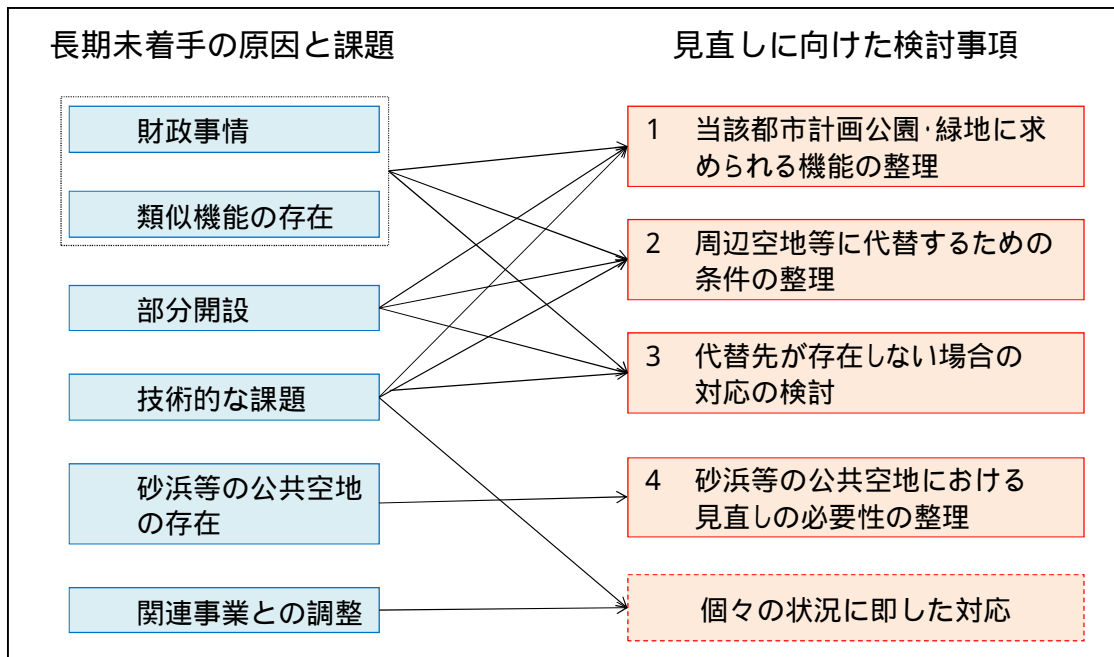 長期未着手の原因と課題
財政事情
類似機能の存在
部分開設
技術的な課題
砂浜等の公共空地
の存在
関連事業との調整
見直しに向けた検討事項
1 当該都市計画公園･緑地に求
められる機能の整理
2 周辺空地等に代替するための
条件の整理
3 代替先が存在しない場合の
対応の検討
4 砂浜等の公共空地における
見直しの必要性の整理
個々の状況に即した対応